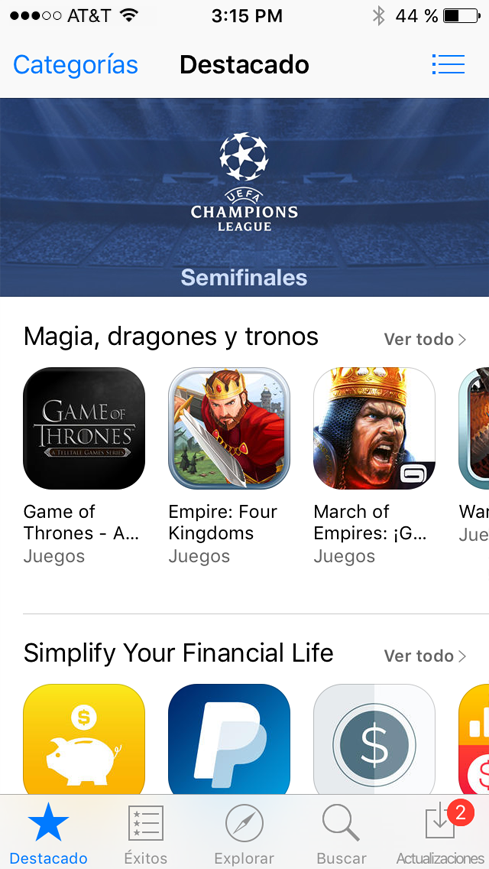 AT&T 3:15 PM 44 %
Categorías Destacado
UEFA
CHAMPIONS
LEAGUE
Semifinales
Magia, dragones y tronos Ver todo
GAME OF
THRONES
A TELLTALE GAMES SERIES
G
Game of
Thrones - A...
Juegos
Empire: Four
Kingdoms
Juegos
March of
Empires: ¡G...
Juegos
War
Jue
Simplify Your Financial Life Ver todo
$
P
$
$
2
Destacado Éxitos Explorar Buscar Actualizaciones